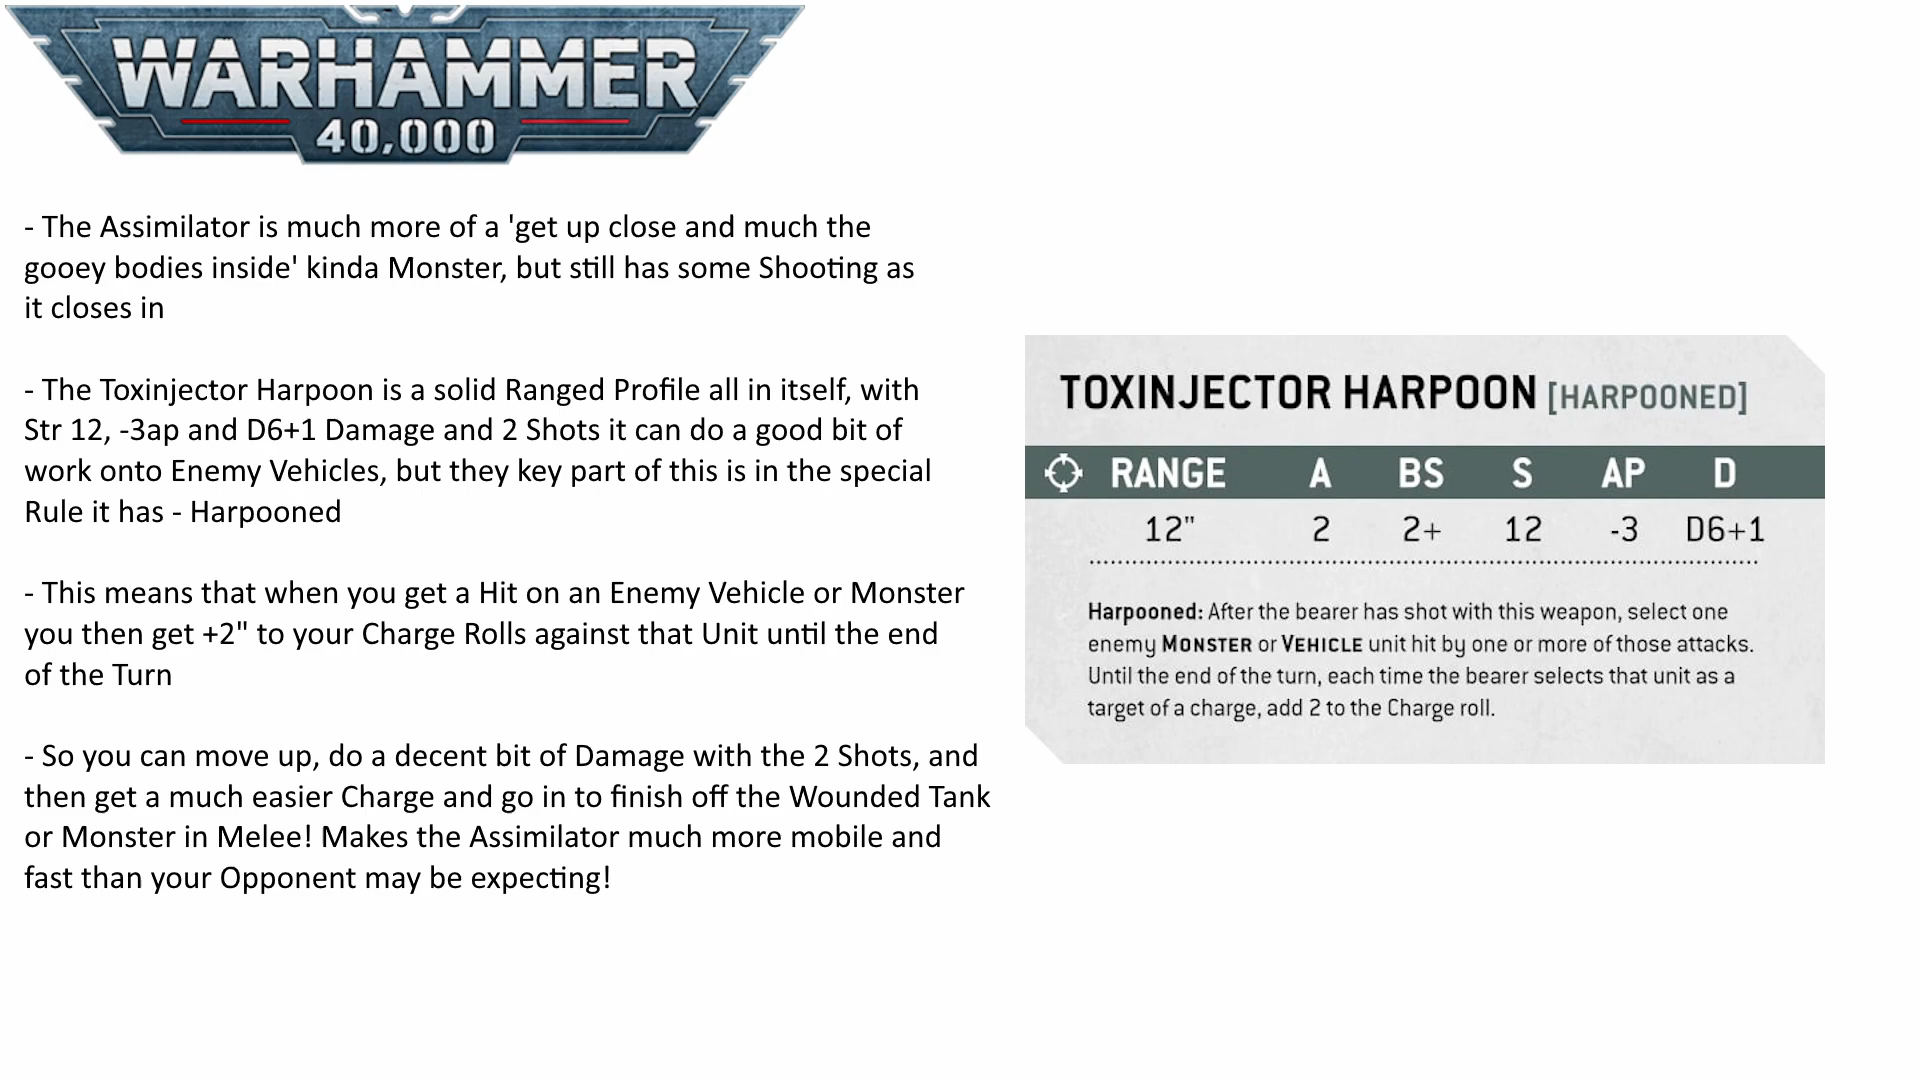 WARHAMMER
40,000
- The Assimilator is much more of a 'get up close and much the
gooey bodies inside' kinda Monster, but still has some Shooting as
it closes in
- The Toxinjector Harpoon is a solid Ranged Profile all in itself, with
Str 12, -3ap and D6+1 Damage and 2 Shots it can do a good bit of
work onto Enemy Vehicles, but they key part of this is in the special
Rule it has - Harpooned
- This means that when you get a Hit on an Enemy Vehicle or Monster
you then get +2" to your Charge Rolls against that Unit until the end
of the Turn
- So you can move up, do a decent bit of Damage with the 2 Shots, and
then get a much easier Charge and go in to finish off the Wounded Tank
or Monster in Melee! Makes the Assimilator much more mobile and
fast than your Opponent may be expecting!
TOXINJECTOR HARPOON [HARPOONED]
RANGE A BS S AP D
12" 2 2+ 12 -3 D6+1
Harpooned: After the bearer has shot with this weapon, select one
enemy MONSTER or VEHICLE unit hit by one or more of those attacks.
Until the end of the turn, each time the bearer selects that unit as a
target of a charge, add 2 to the Charge roll.